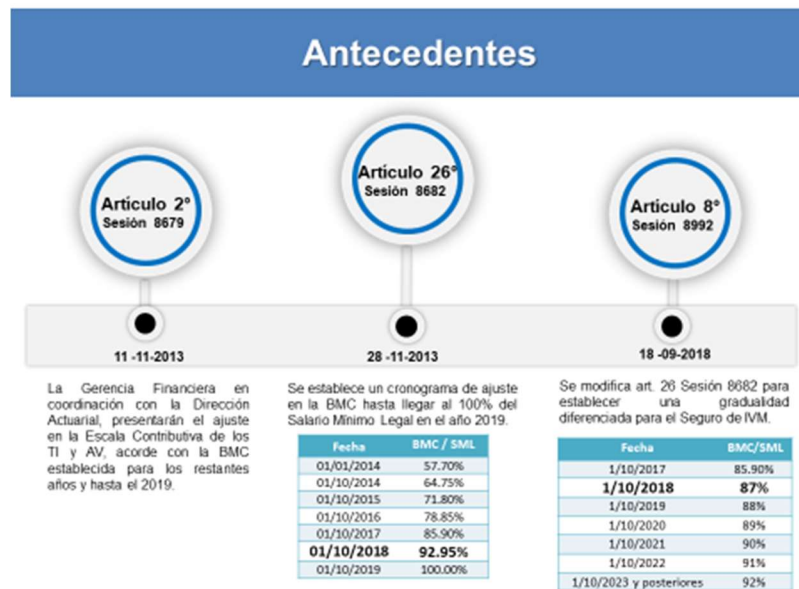 Antecedentes
Artículo 2°
Sesión 8679
11 -11-2013
La Gerencia Financiera en
coordinación con la Dirección
Actuarial, presentarán el ajuste
en la Escala Contributiva de los
TI y AV, acorde con la BMC
establecida para los restantes
años y hasta el 2019.
Artículo 26°
Sesión 8682
28 -11-2013
Se establece un cronograma de ajuste
en la BMC hasta llegar al 100% del
Salario Mínimo Legal en el año 2019.
Fecha BMC / SML
01/01/2014 57.70%
01/10/2014 64.75%
01/10/2015 71.80%
01/10/2016 78.85%
01/10/2017 85.90%
01/10/2018 92.95%
01/10/2019 100.00%
Artículo 8°
Sesión 8992
18 -09-2018
Se modifica art. 26 Sesión 8682 para
establecer una gradualidad
diferenciada para el Seguro de IVM.
Fecha BMC/SML
1/10/2017 85.90%
1/10/2018 87%
1/10/2019 88%
1/10/2020 89%
1/10/2021 90%
1/10/2022 91%
1/10/2023 y posteriores 92%